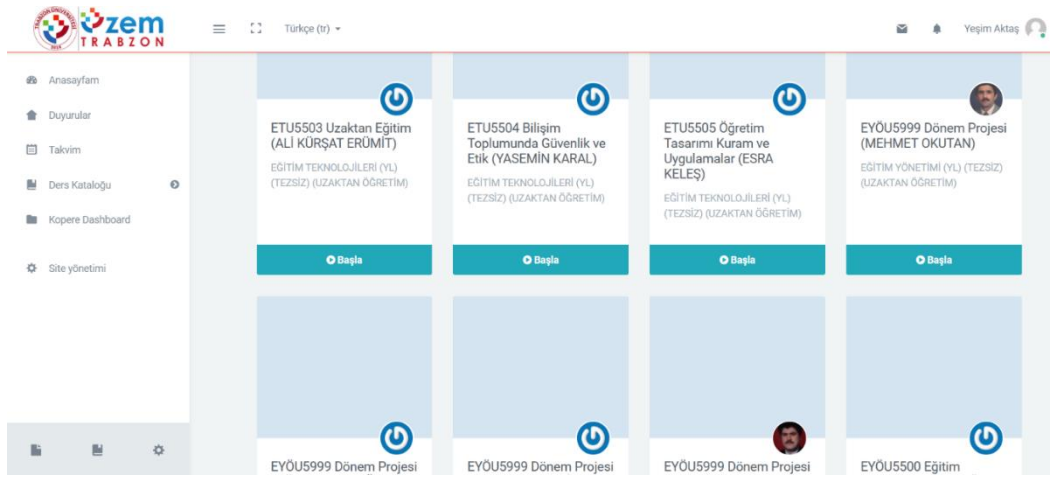 TRABZON ÜNİVERSİTESİ
2018
üzem
TRABZON
Türkçe (tr)
Yeşim Aktaş
Anasayfam
Duyurular
Takvim
Ders Kataloğu
Kopere Dashboard
Site yönetimi
ETU5503 Uzaktan Eğitim
(ALİ KÜRŞAT ERÜMİT)
EĞİTİM TEKNOLOJİLERİ (YL)
(TEZSİZ) (UZAKTAN ÖĞRETİM)
Başla
ETU5504 Bilişim
Toplumunda Güvenlik ve
Etik (YASEMİN KARAL)
EĞİTİM TEKNOLOJİLERİ (YL)
(TEZSİZ) (UZAKTAN ÖĞRETİM)
Başla
ETU5505 Öğretim
Tasarımı Kuram ve
Uygulamalar (ESRA
KELEŞ)
EĞİTİM TEKNOLOJİLERİ (YL)
(TEZSİZ) (UZAKTAN ÖĞRETİM)
Başla
EYÖU5999 Dönem Projesi
(MEHMET OKUTAN)
EĞİTİM YÖNETİMİ (YL) (TEZSİZ)
(UZAKTAN ÖĞRETİM)
Başla
EYÖU5999 Dönem Projesi
EYÖU5999 Dönem Projesi
EYÖU5999 Dönem Projesi
EYÖU5500 Eğitim